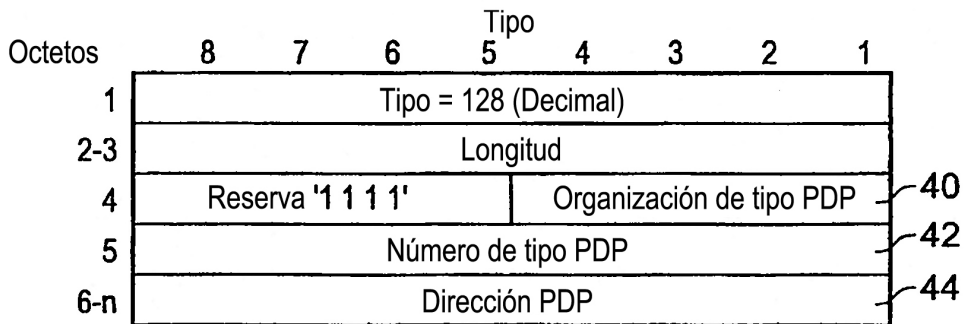 Tipo
Octetos 8 7 6 5 4 3 2 1
1 Tipo = 128 (Decimal)
2-3 Longitud
4 Reserva '1 1 1 1' Organización de tipo PDP 40
5 Número de tipo PDP 42
6-n Dirección PDP 44